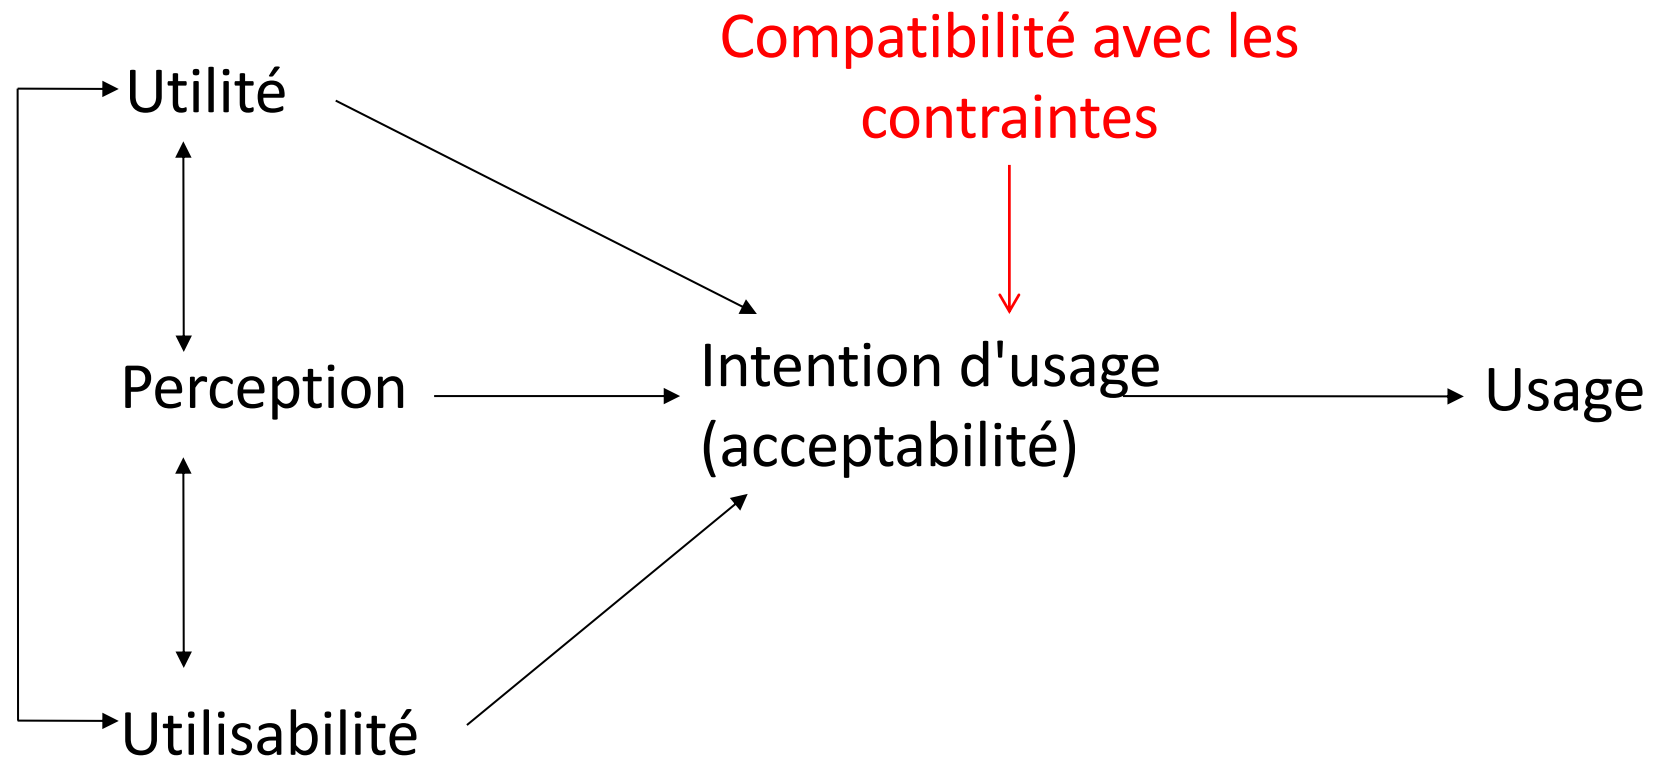 Compatibilité avec les
contraintes
Utilité
Perception
Intention d'usage
(acceptabilité)
Usage
Utilisabilité